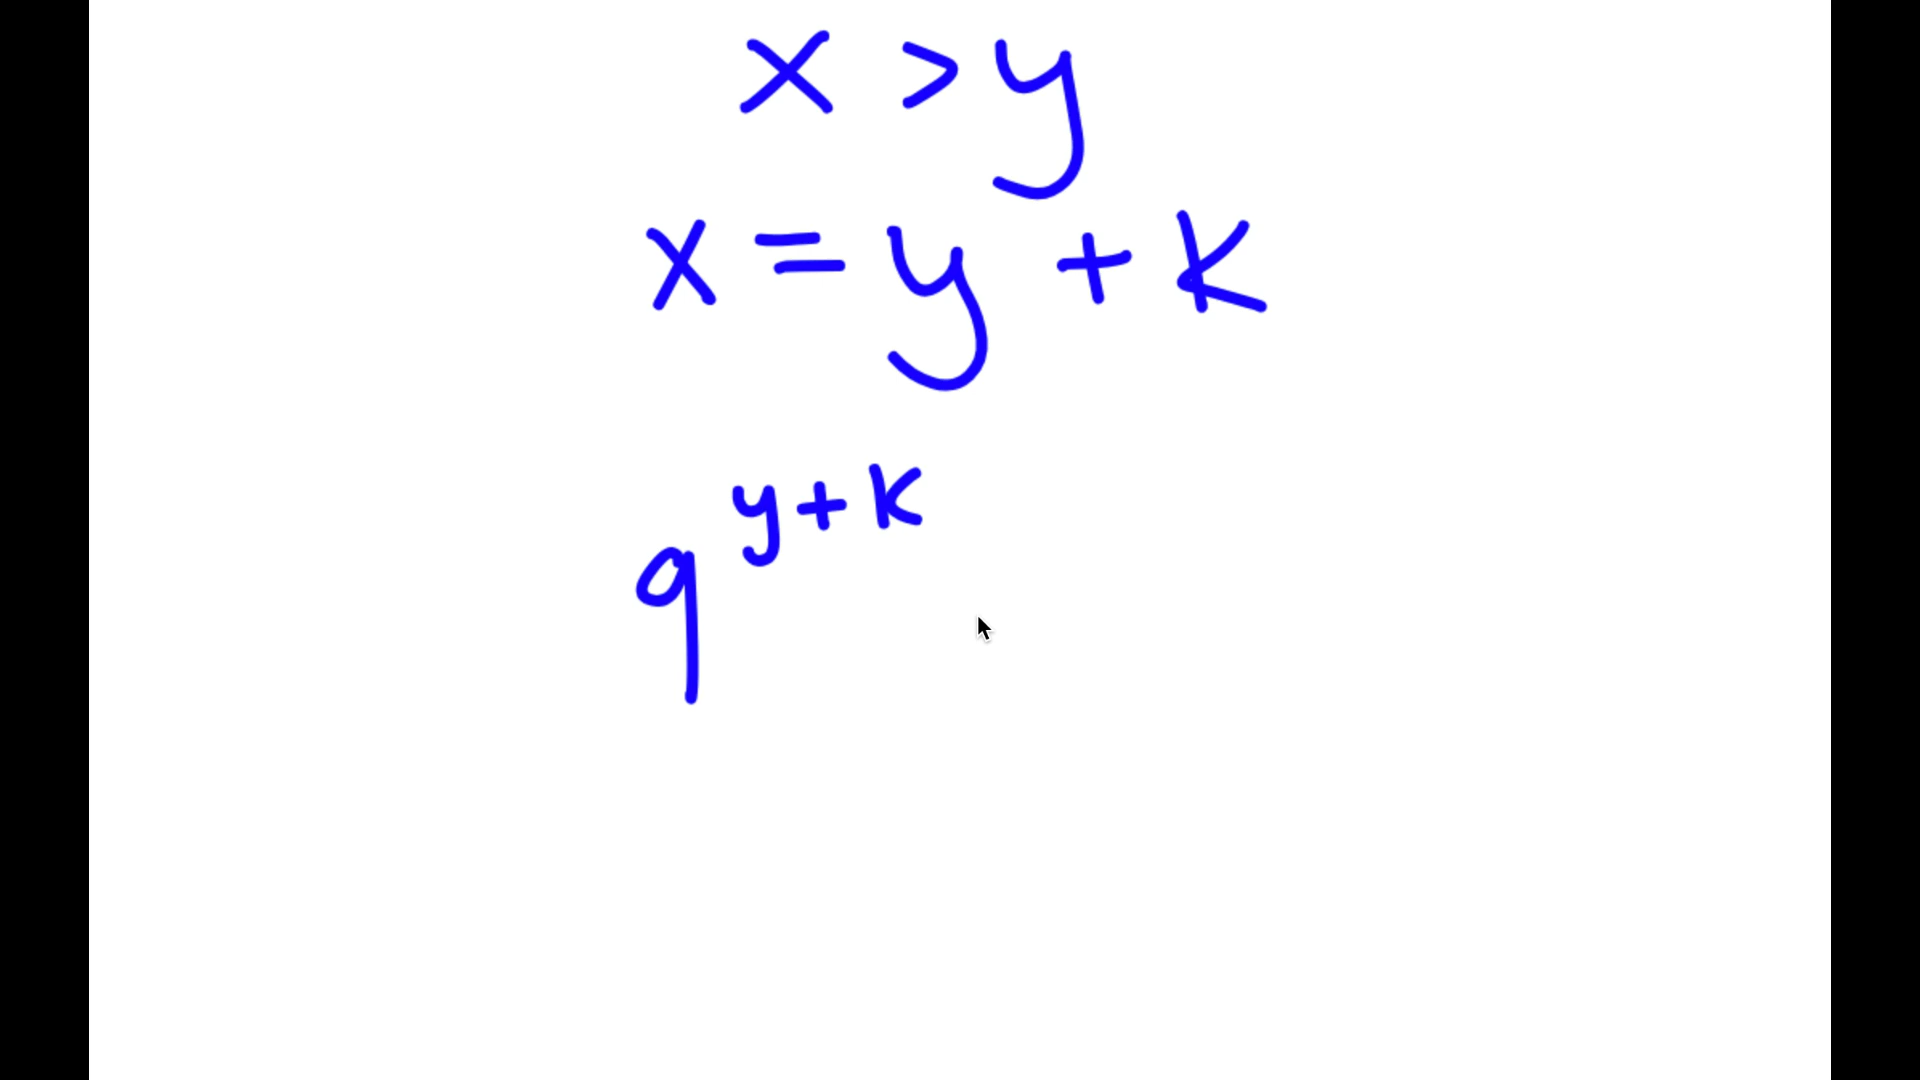 x > y
x = y + k
9^{y+k}